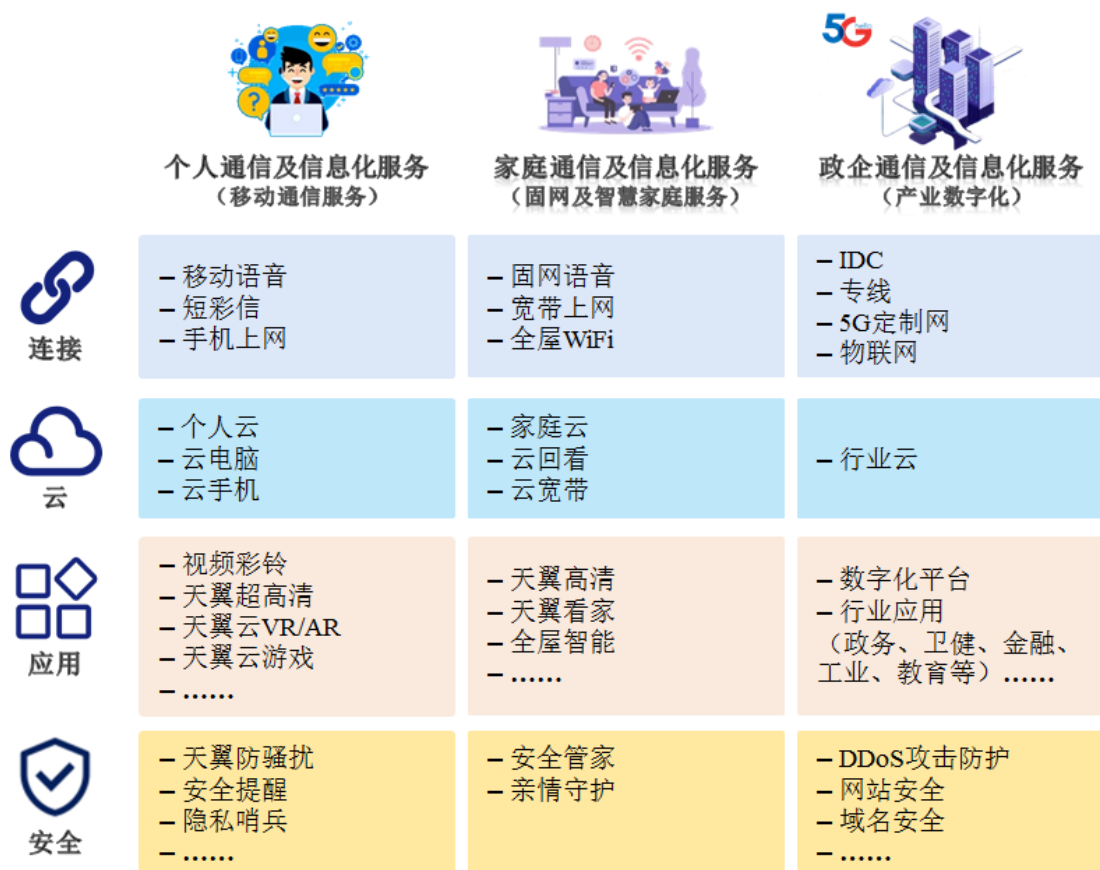 5G
hello
个人通信及信息化服务
（移动通信服务）
家庭通信及信息化服务
（固网及智慧家庭服务）
政企通信及信息化服务
（产业数字化）
连接
– 移动语音
– 短彩信
– 手机上网
– 固网语音
– 宽带上网
– 全屋WiFi
– IDC
– 专线
– 5G定制网
– 物联网
云
– 个人云
– 云电脑
– 云手机
– 家庭云
– 云回看
– 云宽带
– 行业云
应用
– 视频彩铃
– 天翼超高清
– 天翼云VR/AR
– 天翼云游戏
– ……
– 天翼高清
– 天翼看家
– 全屋智能
– ……
– 数字化平台
– 行业应用
（政务、卫健、金融、
工业、教育等）……
安全
– 天翼防骚扰
– 安全提醒
– 隐私哨兵
– ……
– 安全管家
– 亲情守护
– DDoS攻击防护
– 网站安全
– 域名安全
– ……